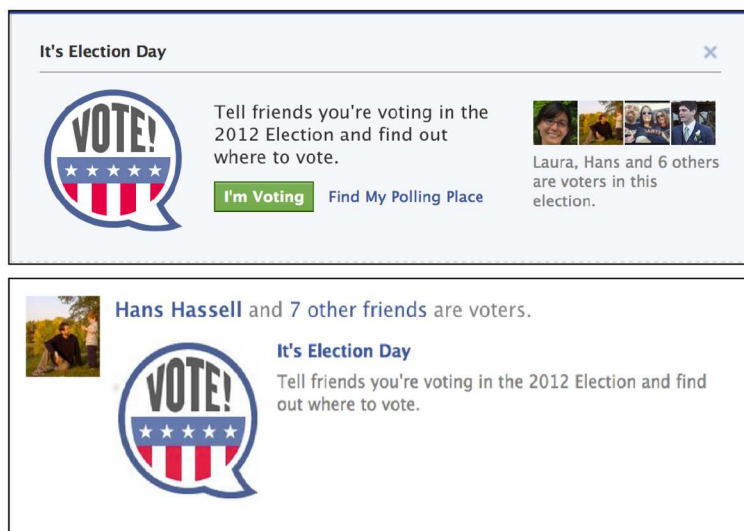 It's Election Day
VOTE!
Tell friends you're voting in the
2012 Election and find out
where to vote.
I'm Voting
Find My Polling Place
Laura, Hans and 6 others
are voters in this
election.
Hans Hassell and 7 other friends are voters.
VOTE!
It's Election Day
Tell friends you're voting in the 2012 Election and find
out where to vote.